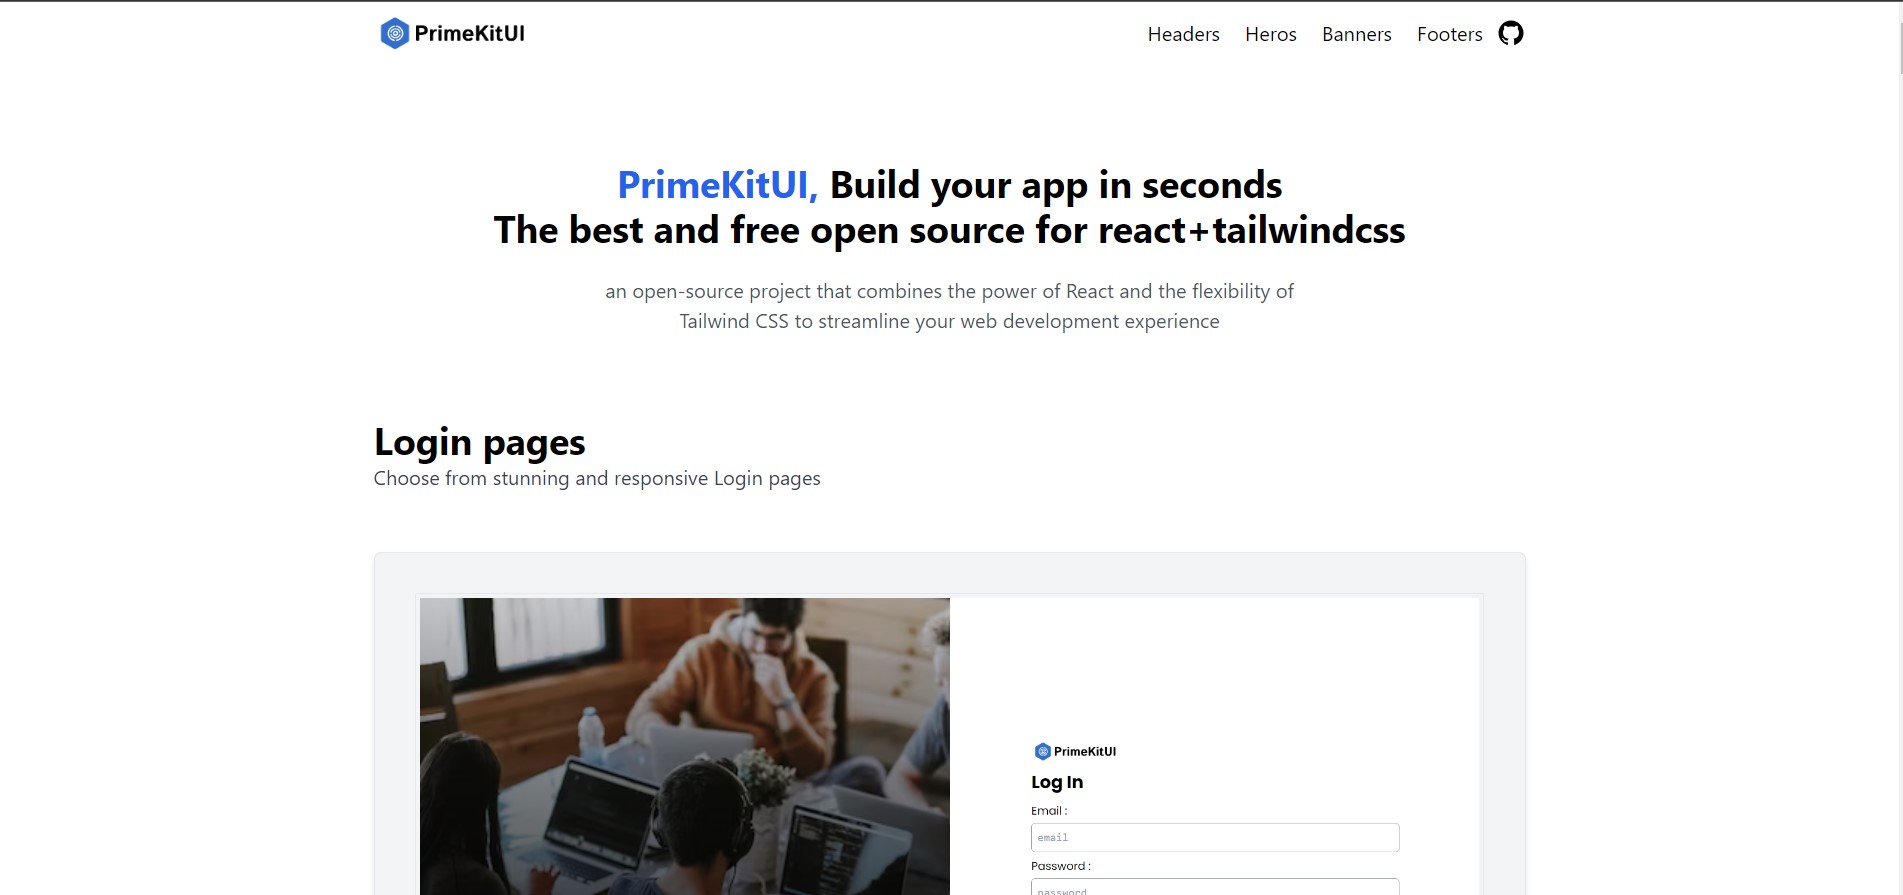 PrimeKitUI
Headers Heros Banners Footers
PrimeKitUI, Build your app in seconds
The best and free open source for react+tailwindcss
an open-source project that combines the power of React and the flexibility of
Tailwind CSS to streamline your web development experience
Login pages
Choose from stunning and responsive Login pages
PrimeKitUI
Log In
Email :
email
Password :
password